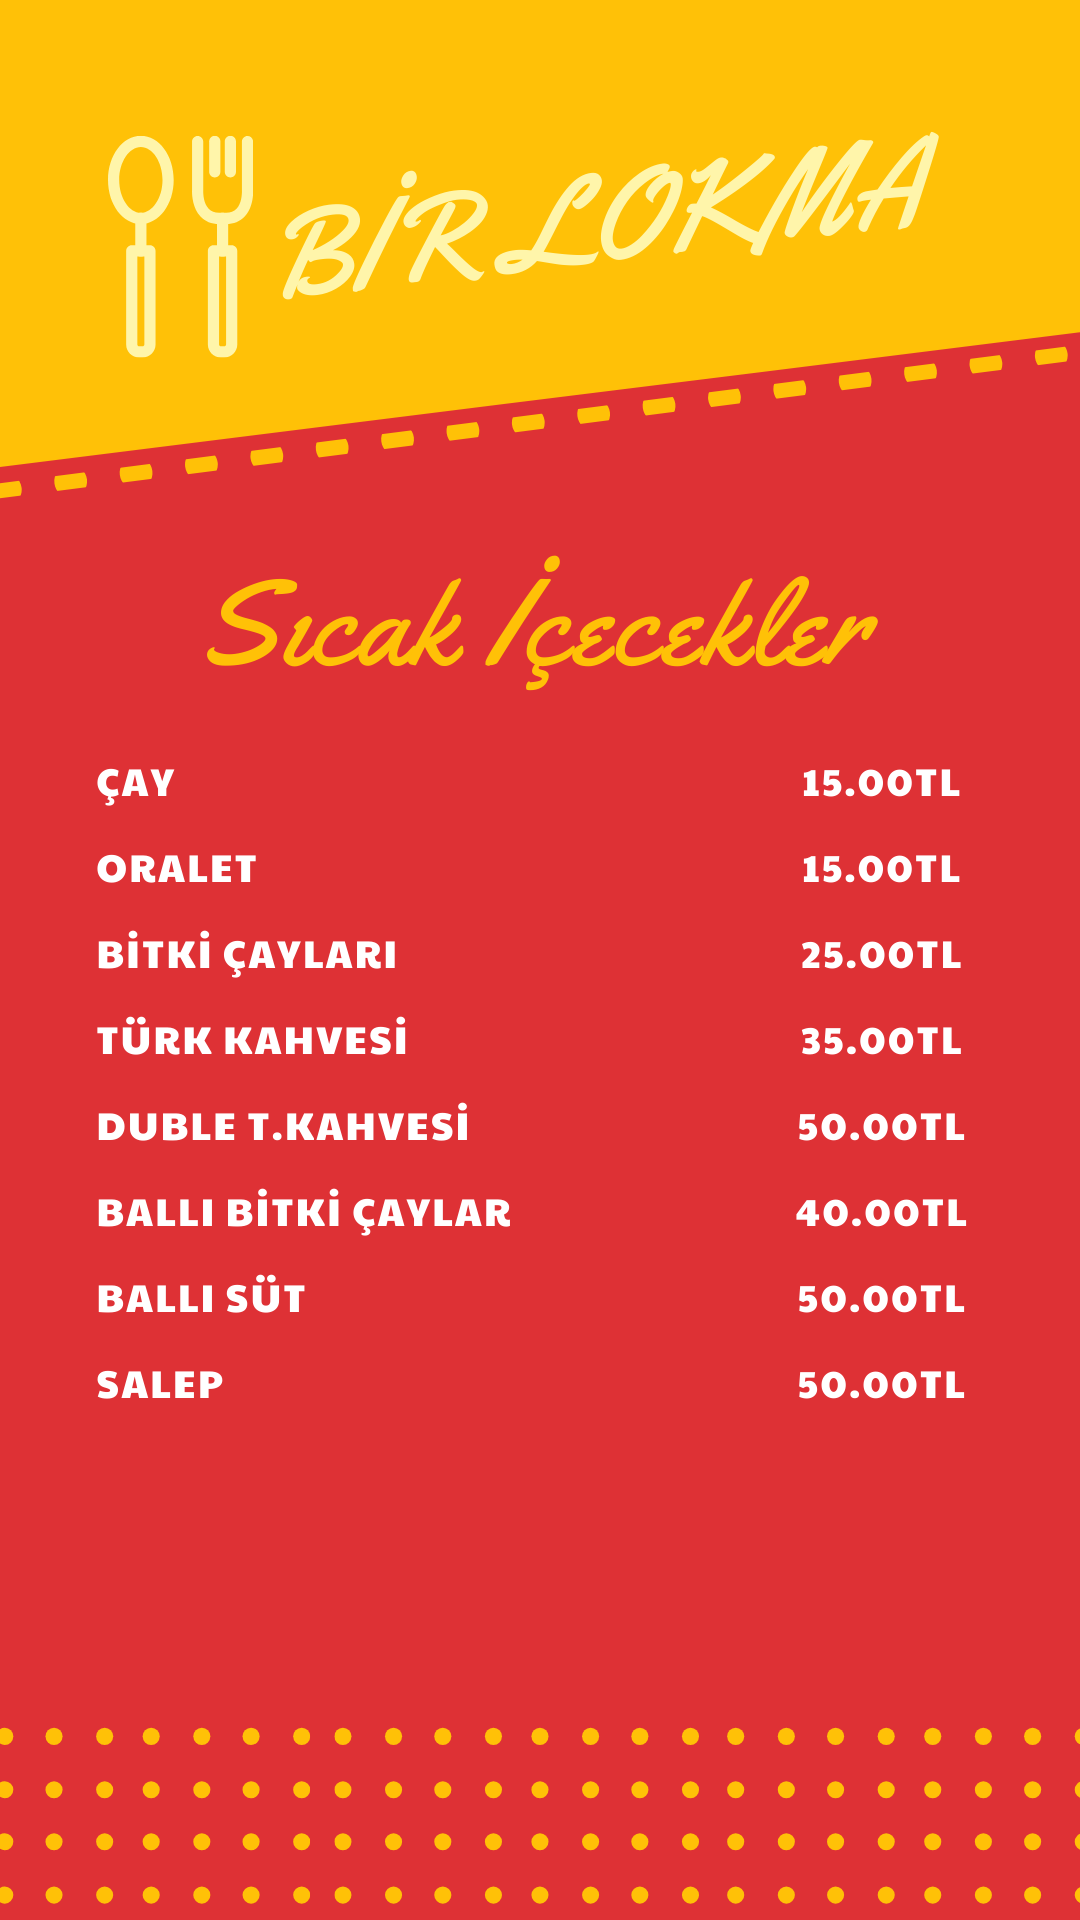 BİR LOKMA
Sıcak İçecekler
ÇAY 15.00TL
ORALET 15.00TL
BİTKİ ÇAYLARI 25.00TL
TÜRK KAHVESİ 35.00TL
DUBLE T.KAHVESİ 50.00TL
BALLI BİTKİ ÇAYLAR 40.00TL
BALLI SÜT 50.00TL
SALEP 50.00TL